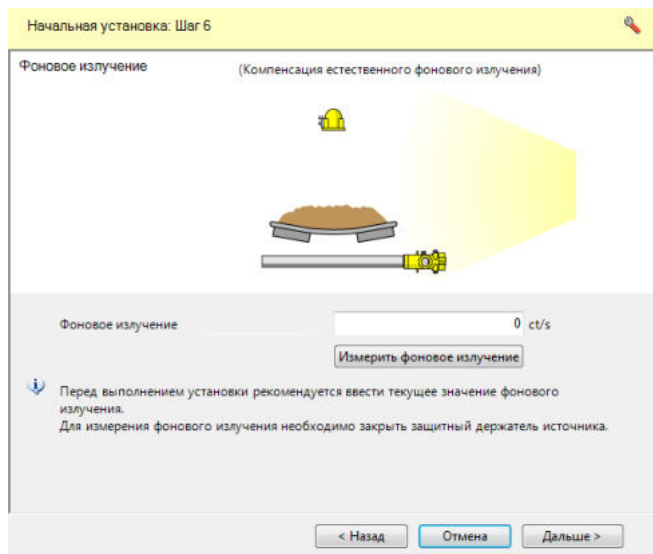 Начальная установка: Шаг 6
Фоновое излучение
(Компенсация естественного фонового излучения)
Фоновое излучение
0 ct/s
Измерить фоновое излучение
Перед выполнением установки рекомендуется ввести текущее значение фонового
излучения.
Для измерения фонового излучения необходимо закрыть защитный держатель источника.
< Назад
Отмена
Дальше >